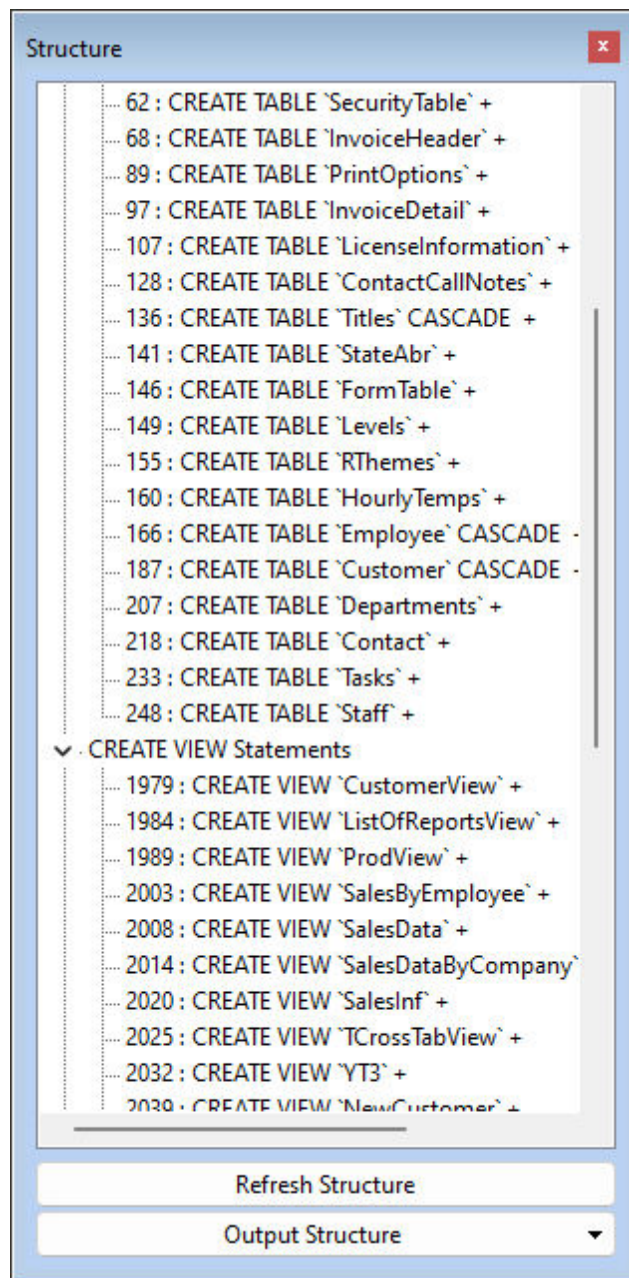 Structure
x
62 : CREATE TABLE `SecurityTable` +
68 : CREATE TABLE `InvoiceHeader` +
89 : CREATE TABLE `PrintOptions` +
97 : CREATE TABLE `InvoiceDetail` +
107 : CREATE TABLE `LicenseInformation` +
128 : CREATE TABLE `ContactCallNotes` +
136 : CREATE TABLE `Titles` CASCADE  +
141 : CREATE TABLE `StateAbr` +
146 : CREATE TABLE `FormTable` +
149 : CREATE TABLE `Levels` +
155 : CREATE TABLE `RThemes` +
160 : CREATE TABLE `HourlyTemps` +
166 : CREATE TABLE `Employee` CASCADE
187 : CREATE TABLE `Customer` CASCADE
207 : CREATE TABLE `Departments` +
218 : CREATE TABLE `Contact` +
233 : CREATE TABLE `Tasks` +
248 : CREATE TABLE `Staff` +
CREATE VIEW Statements
1979 : CREATE VIEW `CustomerView` +
1984 : CREATE VIEW `ListOfReportsView` +
1989 : CREATE VIEW `ProdView` +
2003 : CREATE VIEW `SalesByEmployee` +
2008 : CREATE VIEW `SalesData` +
2014 : CREATE VIEW `SalesDataByCompany`
2020 : CREATE VIEW `SalesInf` +
2025 : CREATE VIEW `TCrossTabView` +
2032 : CREATE VIEW `YT3` +
2039 : CREATE VIEW `NewCustomer` +
Refresh Structure
Output Structure